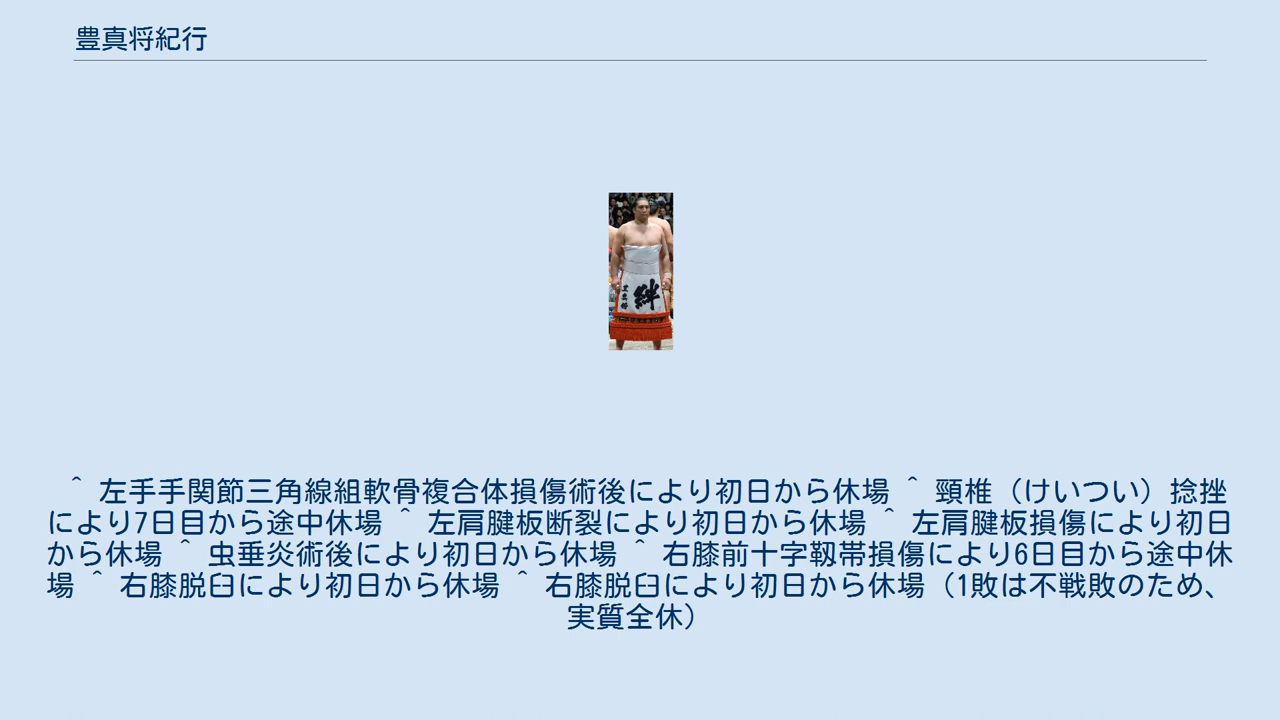 豊真将紀行
絆
豊真将
^ 左手手関節三角線組軟骨複合体損傷術後により初日から休場 ^ 頸椎（けいつい）捻挫
により7日目から途中休場 ^ 左肩腱板断裂により初日から休場 ^ 左肩腱板損傷により初日
から休場 ^ 虫垂炎術後により初日から休場 ^ 右膝前十字靱帯損傷により6日目から途中休
場 ^ 右膝脱臼により初日から休場 ^ 右膝脱臼により初日から休場（1敗は不戦敗のため、
実質全休）